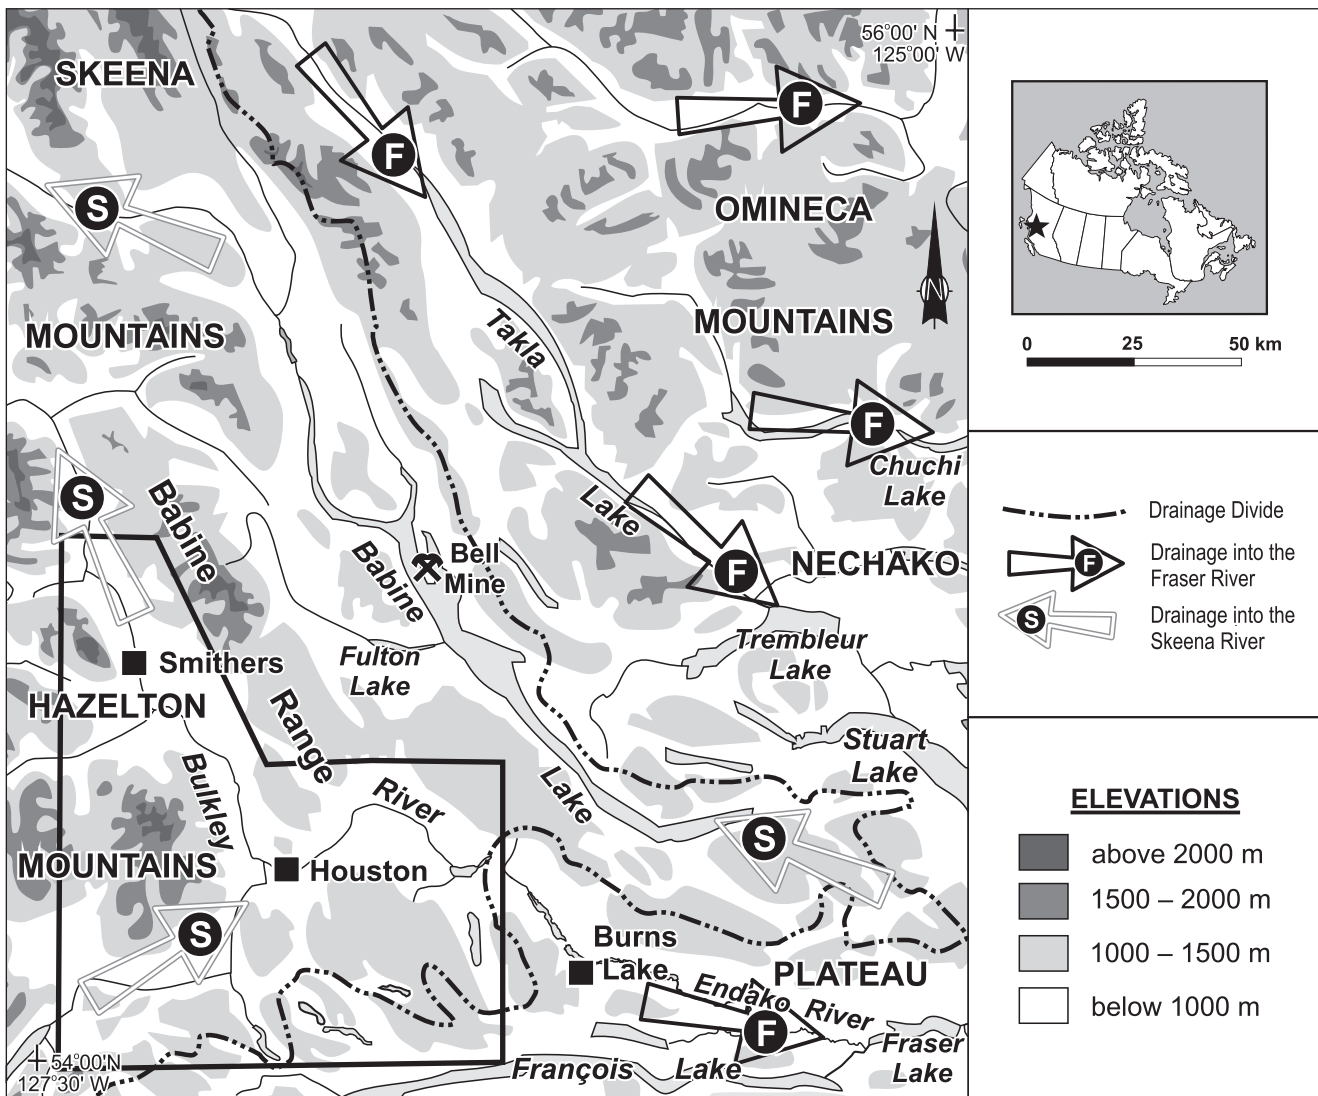 56°00' N
125°00' W
SKEENA
F
F
S
OMINECA
N
MOUNTAINS
MOUNTAINS
Takla
F
Chuchi
Lake
S
Babine
Lake
Bell
Mine
Babine
F
NECHAKO
Smithers
Fulton
Lake
Trembleur
Lake
HAZELTON
Range
Stuart
Lake
Bulkley
River
Lake
S
MOUNTAINS
Houston
S
Burns
Lake
PLATEAU
Endako River
F
Fraser
Lake
François Lake
54°00'N
127°30' W
0 25 50 km
Drainage Divide
F
Drainage into the
Fraser River
S
Drainage into the
Skeena River
ELEVATIONS
above 2000 m
1500 – 2000 m
1000 – 1500 m
below 1000 m